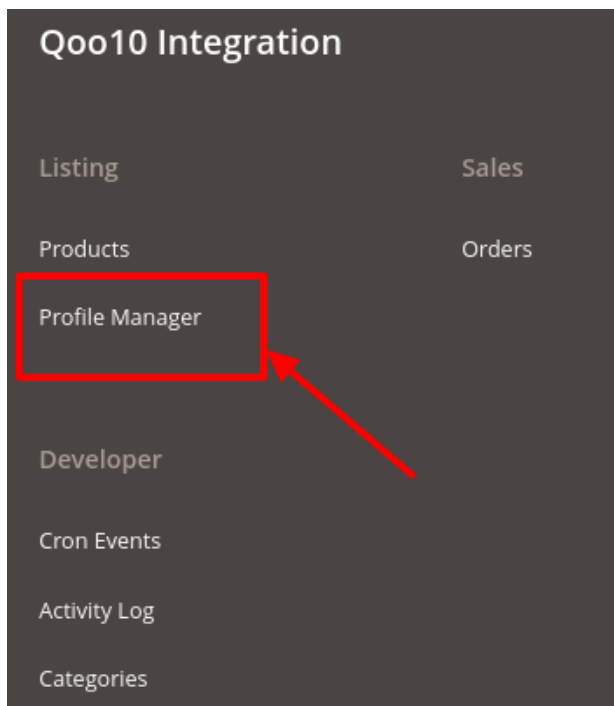 Qoo10 Integration
Listing
Products
Profile Manager
Sales
Orders
Developer
Cron Events
Activity Log
Categories